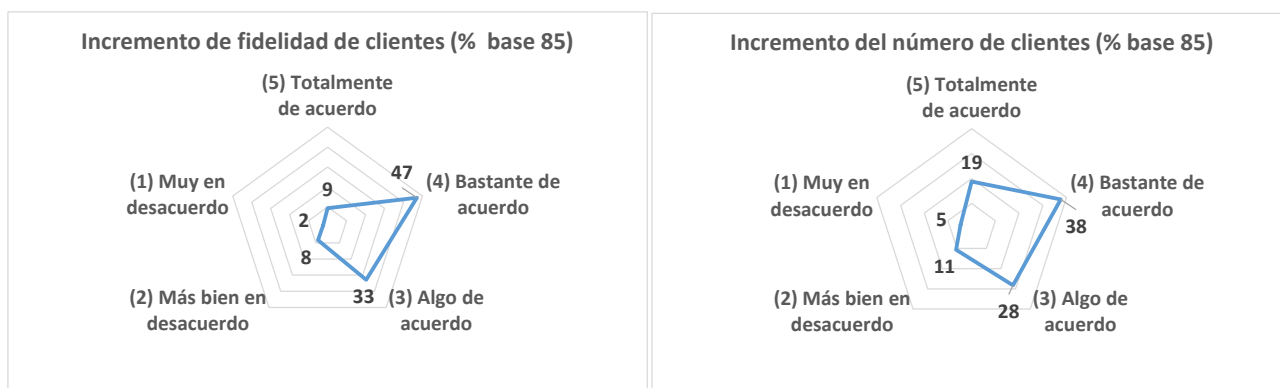 Incremento de fidelidad de clientes (% base 85)
(5) Totalmente
de acuerdo
9
47
(4) Bastante de
acuerdo
(1) Muy en
desacuerdo
2
8
33
(3) Algo de
acuerdo
(2) Más bien en
desacuerdo
Incremento del número de clientes (% base 85)
(5) Totalmente
de acuerdo
19
(4) Bastante de
acuerdo
38
(1) Muy en
desacuerdo
5
11
28
(3) Algo de
acuerdo
(2) Más bien en
desacuerdo